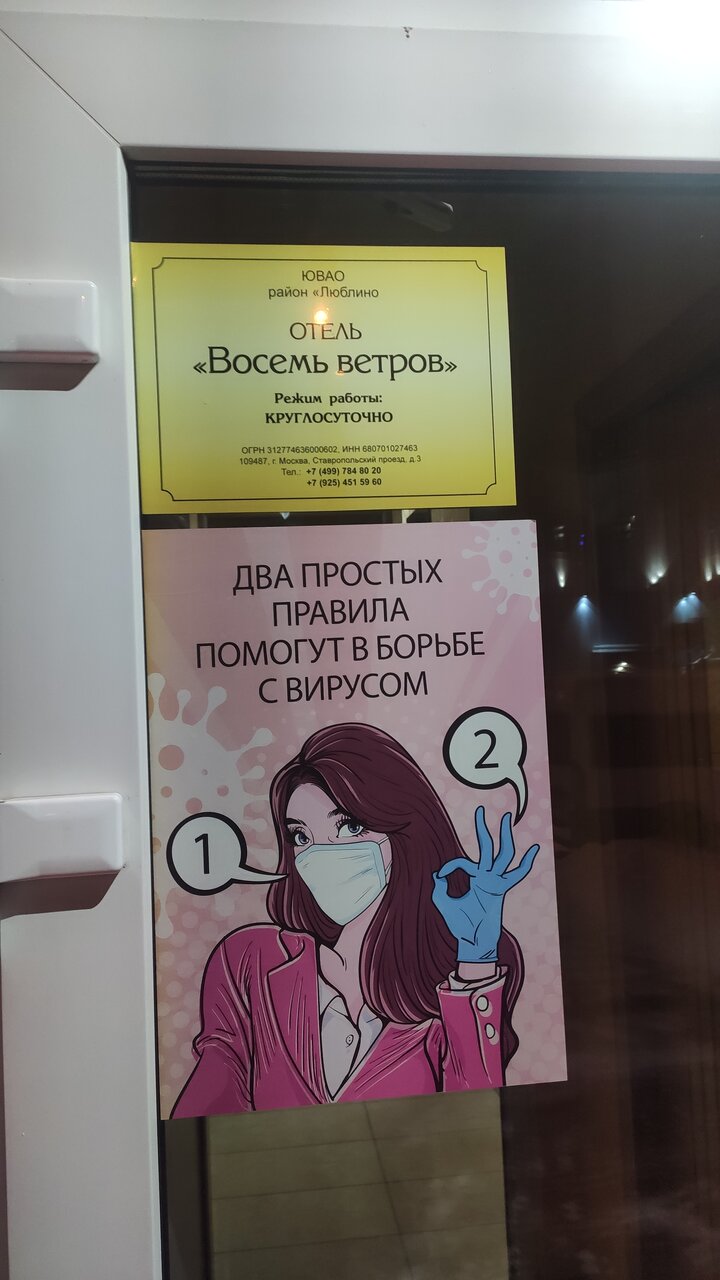 ЮВАО
район «Люблино
ОТЕЛЬ
«Восемь ветров»
Режим работы:
КРУГЛОСУТОЧНО
ОГРН 312774636000602, ИНН 680701027463
109487, г. Москва, Ставропольский проезд, д.3
Тел.: +7 (499) 784 80 20
+7 (925) 451 59 60
ДВА ПРОСТЫХ
ПРАВИЛА
ПОМОГУТ В БОРЬБЕ
С ВИРУСОМ
2
1